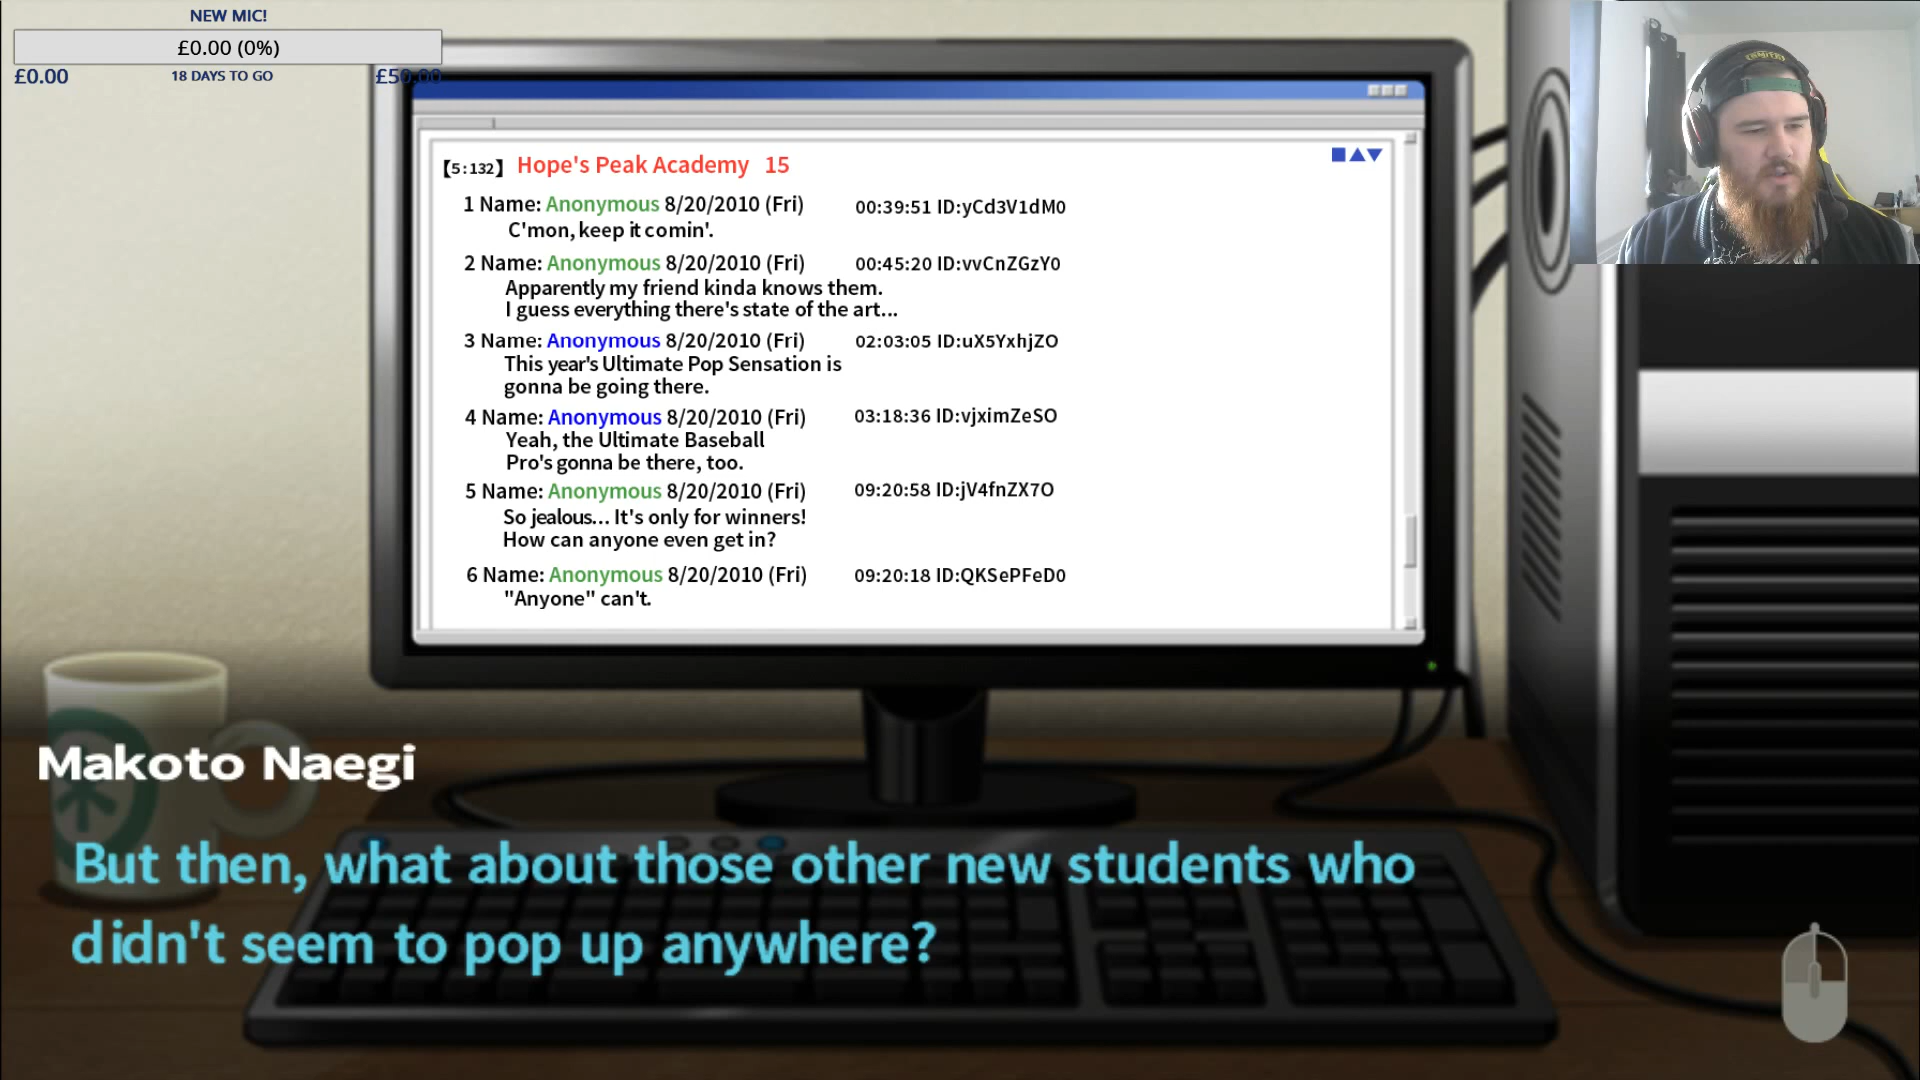 NEW MIC!
£0.00 (0%)
£0.00 18 DAYS TO GO £50.00
【5:132】 Hope's Peak Academy 15
1 Name: Anonymous 8/20/2010 (Fri) 00:39:51 ID:yCd3V1dM0
C'mon, keep it comin'.
2 Name: Anonymous 8/20/2010 (Fri) 00:45:20 ID:vvCnZGzY0
Apparently my friend kinda knows them.
I guess everything there's state of the art...
3 Name: Anonymous 8/20/2010 (Fri) 02:03:05 ID:uX5YxhjZO
This year's Ultimate Pop Sensation is
gonna be going there.
4 Name: Anonymous 8/20/2010 (Fri) 03:18:36 ID:vjximZeSO
Yeah, the Ultimate Baseball
Pro's gonna be there, too.
5 Name: Anonymous 8/20/2010 (Fri) 09:20:58 ID:jV4fnZX7O
So jealous... It's only for winners!
How can anyone even get in?
6 Name: Anonymous 8/20/2010 (Fri) 09:20:18 ID:QKSePFeD0
"Anyone" can't.
Makoto Naegi
But then, what about those other new students who
didn't seem to pop up anywhere?